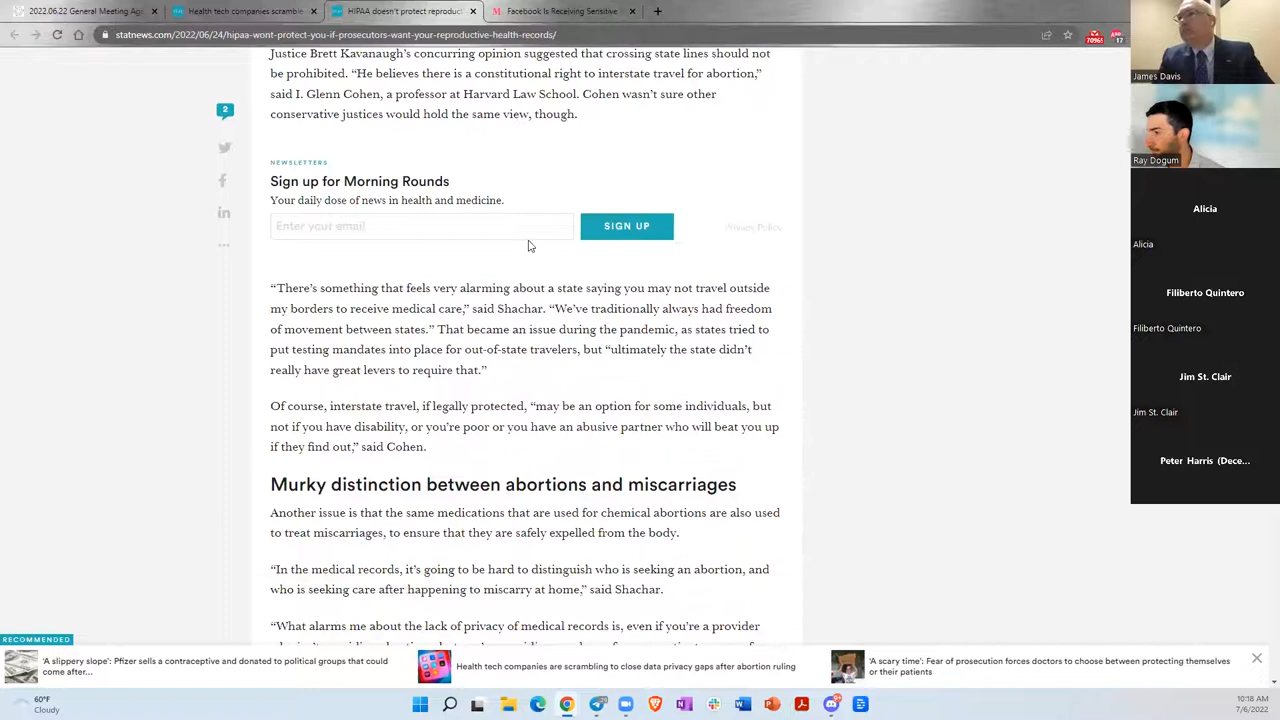 2022.06.22 General Meeting Ag
Health tech companies scramble
HIPAA doesn't protect reproduct
Facebook Is Receiving Sensitive
statnews.com/2022/06/24/hipaa-wont-protect-you-if-prosecutors-want-your-reproductive-health-records/
Justice Brett Kavanaugh's concurring opinion suggested that crossing state lines should not
be prohibited. “He believes there is a constitutional right to interstate travel for abortion,”
said I. Glenn Cohen, a professor at Harvard Law School. Cohen wasn't sure other
conservative justices would hold the same view, though.
2
NEWSLETTERS
Sign up for Morning Rounds
Your daily dose of news in health and medicine.
Enter your email
SIGN UP
Privacy Policy
“There's something that feels very alarming about a state saying you may not travel outside
my borders to receive medical care,” said Shachar. “We've traditionally always had freedom
of movement between states.” That became an issue during the pandemic, as states tried to
put testing mandates into place for out-of-state travelers, but “ultimately the state didn't
really have great levers to require that.”
Of course, interstate travel, if legally protected, “may be an option for some individuals, but
not if you have disability, or you're poor or you have an abusive partner who will beat you up
if they find out,” said Cohen.
Murky distinction between abortions and miscarriages
Another issue is that the same medications that are used for chemical abortions are also used
to treat miscarriages, to ensure that they are safely expelled from the body.
“In the medical records, it's going to be hard to distinguish who is seeking an abortion, and
who is seeking care after happening to miscarry at home,” said Shachar.
“What alarms me about the lack of privacy of medical records is, even if you're a provider
RECOMMENDED
'A slippery slope': Pfizer sells a contraceptive and donated to political groups that could
come after...
Health tech companies are scrambling to close data privacy gaps after abortion ruling
'A scary time': Fear of prosecution forces doctors to choose between protecting themselves
or their patients
60°F
Cloudy
10:18 AM
7/6/2022
James Davis
Ray Dogum
Alicia
Alicia
Filiberto Quintero
Filiberto Quintero
Jim St. Clair
Jim St. Clair
Peter Harris (Dece...